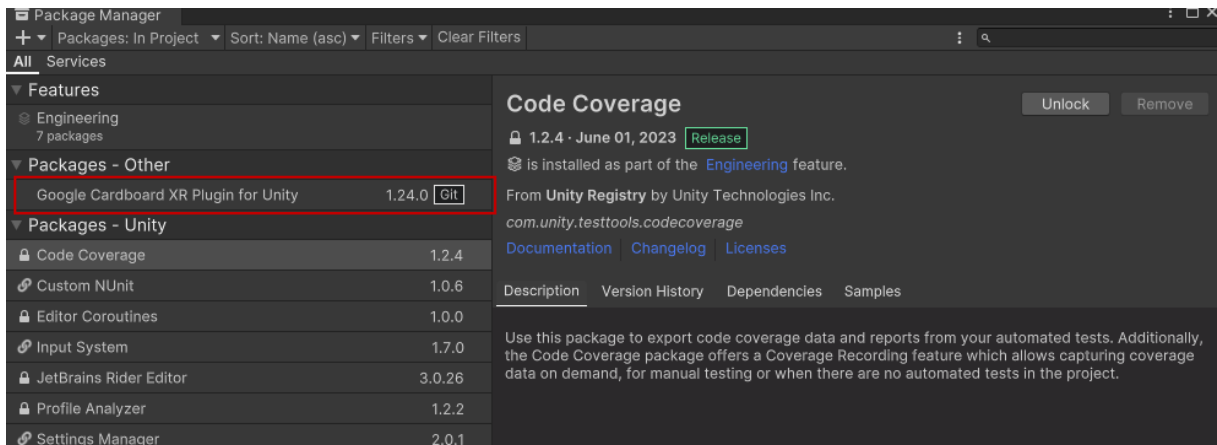 Package Manager
Packages: In Project Sort: Name (asc) Filters Clear Filters
All Services
Features
Engineering
7 packages
Packages - Other
Google Cardboard XR Plugin for Unity 1.24.0 Git
Packages - Unity
Code Coverage 1.2.4
Custom NUnit 1.0.6
Editor Coroutines 1.0.0
Input System 1.7.0
JetBrains Rider Editor 3.0.26
Profile Analyzer 1.2.2
Settings Manager 2.0.1
Code Coverage Unlock Remove
1.2.4 · June 01, 2023 Release
is installed as part of the Engineering feature.
From Unity Registry by Unity Technologies Inc.
com.unity.testtools.codecoverage
Documentation Changelog Licenses
Description Version History Dependencies Samples
Use this package to export code coverage data and reports from your automated tests. Additionally,
the Code Coverage package offers a Coverage Recording feature which allows capturing coverage
data on demand, for manual testing or when there are no automated tests in the project.